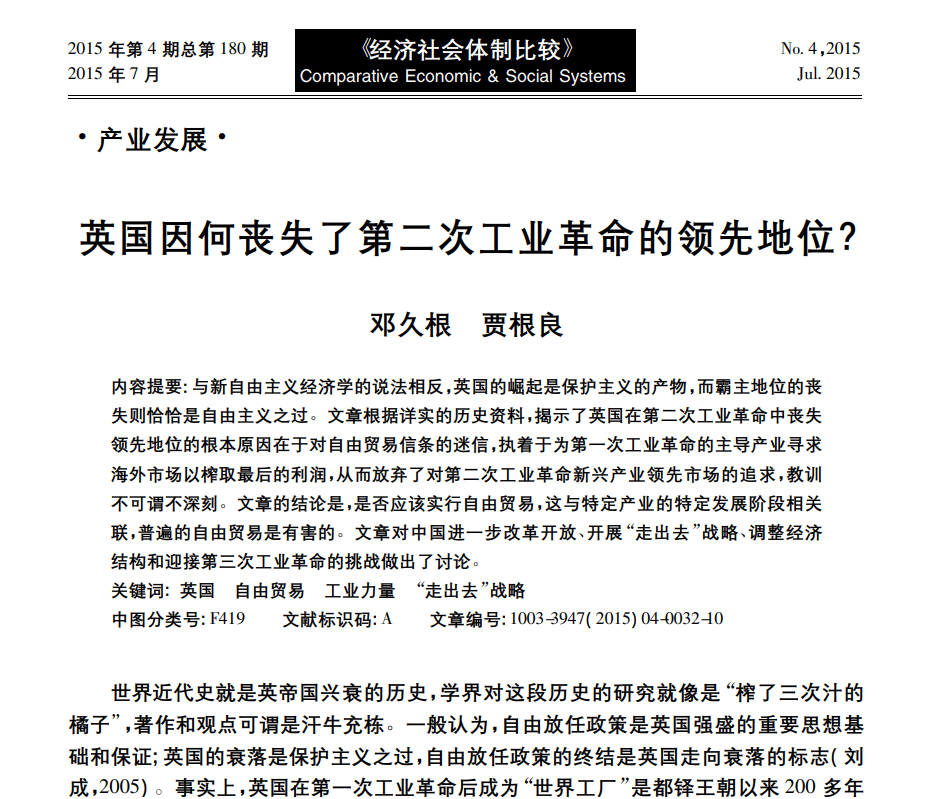 2015 年第 4 期总第 180 期
《经济社会体制比较》
No. 4,2015
2015 年 7 月
Comparative Economic & Social Systems
Jul. 2015
·产业发展·
英国因何丧失了第二次工业革命的领先地位?
邓久根 贾根良
内容提要:与新自由主义经济学的说法相反,英国的崛起是保护主义的产物,而霸主地位的丧
失则恰恰是自由主义之过。文章根据详实的历史资料,揭示了英国在第二次工业革命中丧失
领先地位的根本原因在于对自由贸易信条的迷信,执着于为第一次工业革命的主导产业寻求
海外市场以榨取最后的利润,从而放弃了对第二次工业革命新兴产业领先市场的追求,教训
不可谓不深刻。文章的结论是,是否应该实行自由贸易,这与特定产业的特定发展阶段相关
联,普遍的自由贸易是有害的。文章对中国进一步改革开放、开展“走出去”战略、调整经济
结构和迎接第三次工业革命的挑战做出了讨论。
关键词: 英国 自由贸易 工业力量 “走出去”战略
中图分类号:F419 文献标识码:A 文章编号:1003-3947(2015)04-0032-10
世界近代史就是英帝国兴衰的历史,学界对这段历史的研究就像是“榨了三次汁的
橘子”,著作和观点可谓是汗牛充栋。一般认为,自由放任政策是英国强盛的重要思想基
础和保证;英国的衰落是保护主义之过,自由放任政策的终结是英国走向衰落的标志(刘
成,2005)。事实上,英国在第一次工业革命后成为“世界工厂”是都铎王朝以来 200 多年